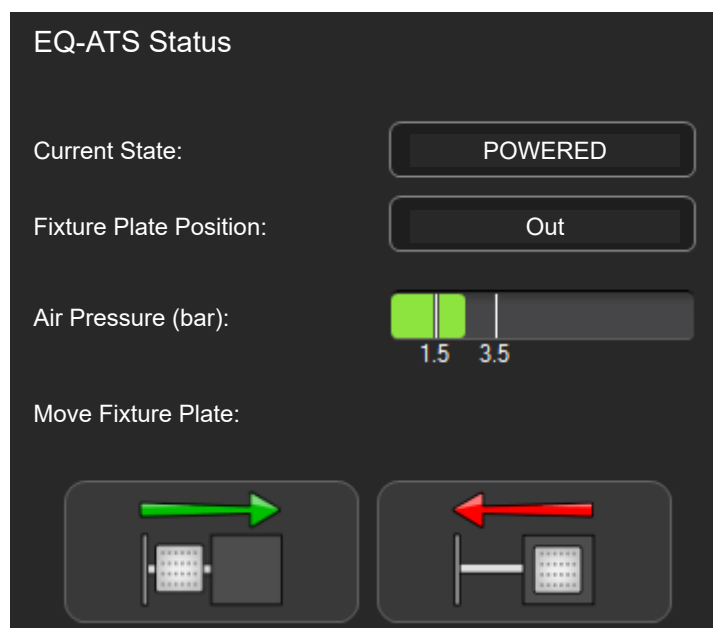 EQ-ATS Status
Current State: POWERED
Fixture Plate Position: Out
Air Pressure (bar):
1.5 3.5
Move Fixture Plate: